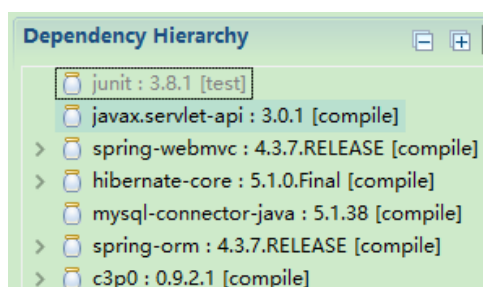 Dependency Hierarchy
junit : 3.8.1 [test]
javax.servlet-api : 3.0.1 [compile]
spring-webmvc : 4.3.7.RELEASE [compile]
hibernate-core : 5.1.0.Final [compile]
mysql-connector-java : 5.1.38 [compile]
spring-orm : 4.3.7.RELEASE [compile]
c3p0 : 0.9.2.1 [compile]